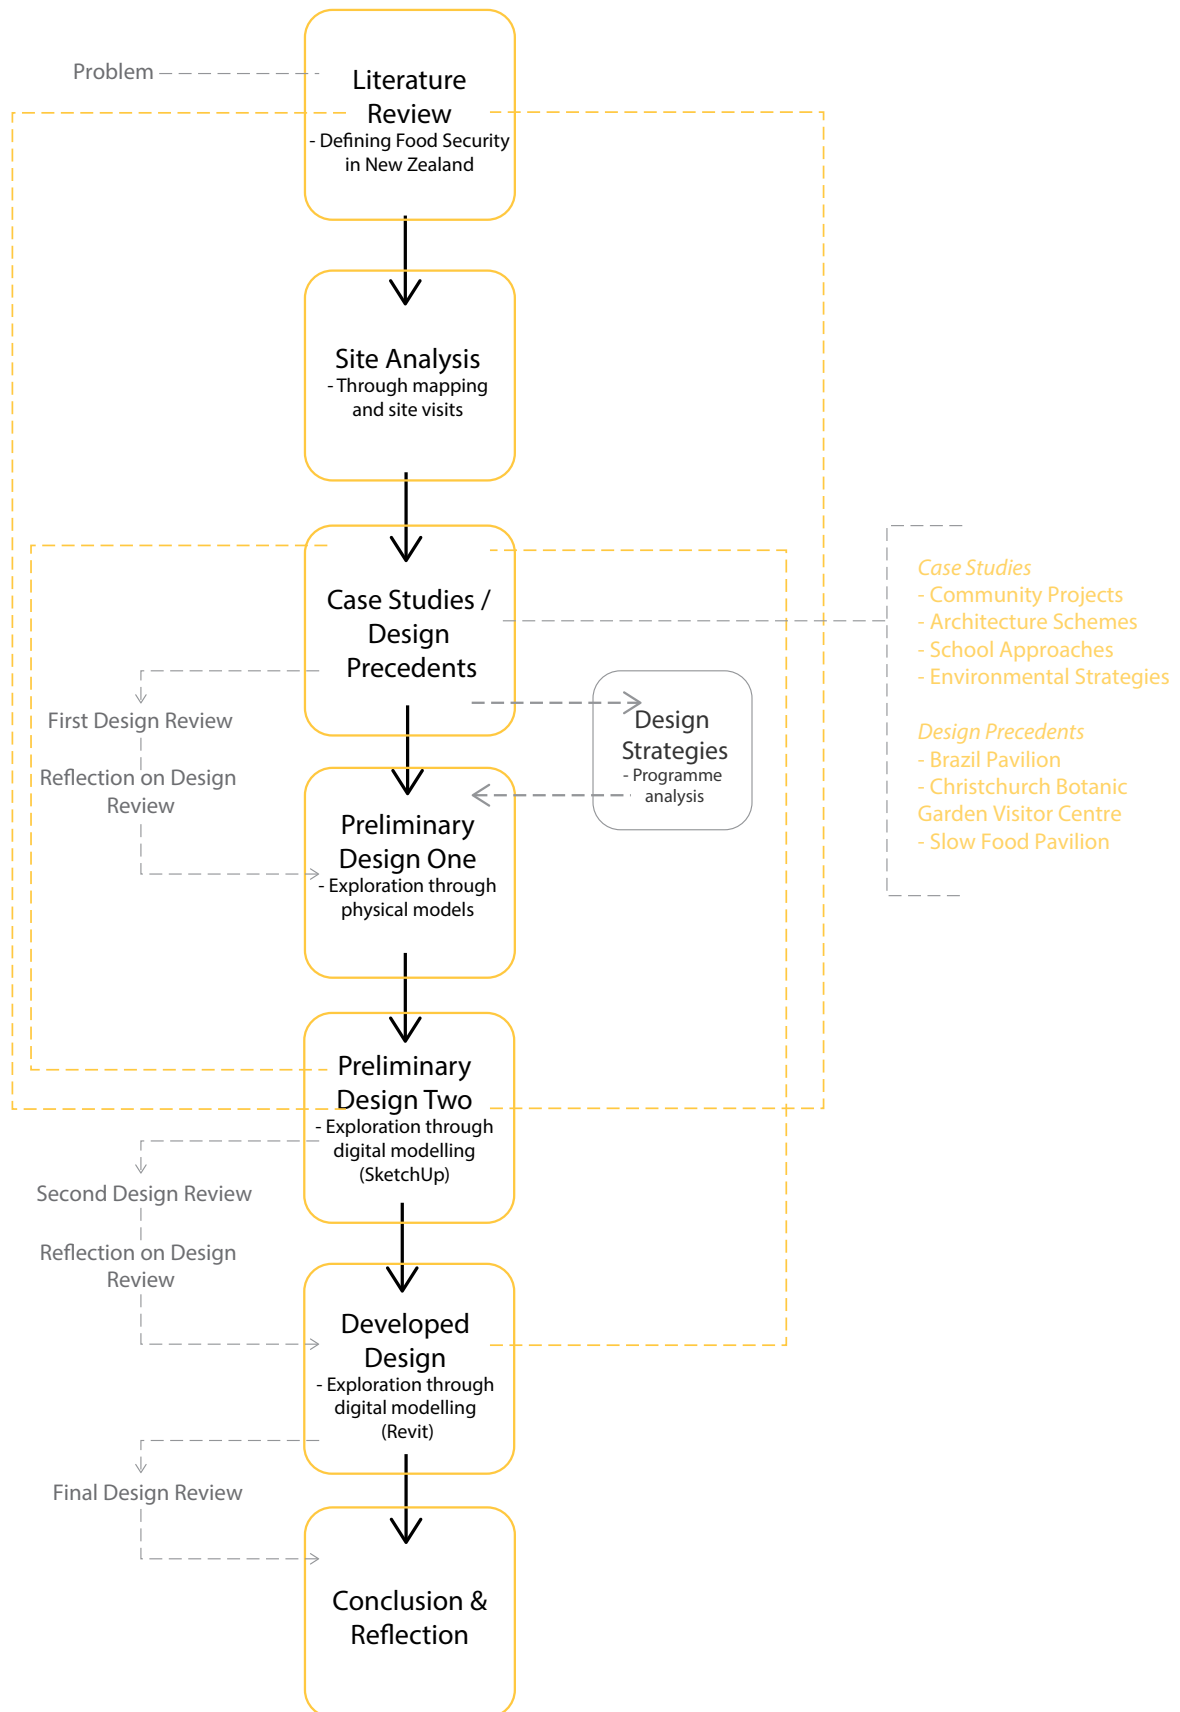 Problem
Literature
Review
- Defining Food Security
in New Zealand
Site Analysis
- Through mapping
and site visits
Case Studies /
Design
Precedents
Case Studies
- Community Projects
- Architecture Schemes
- School Approaches
- Environmental Strategies
Design Precedents
- Brazil Pavilion
- Christchurch Botanic
Garden Visitor Centre
- Slow Food Pavilion
First Design Review
Reflection on Design
Review
Design
Strategies
- Programme
analysis
Preliminary
Design One
- Exploration through
physical models
Preliminary
Design Two
- Exploration through
digital modelling
(SketchUp)
Second Design Review
Reflection on Design
Review
Developed
Design
- Exploration through
digital modelling
(Revit)
Final Design Review
Conclusion &
Reflection